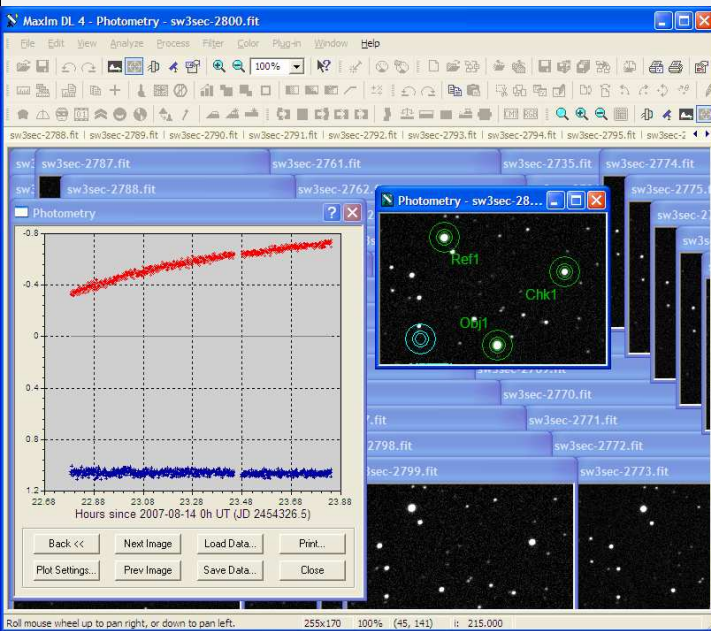 MaxIm DL 4 - Photometry - sw3sec-2800.fit
File Edit View Analyze Process Filter Color Plug-in Window Help
100%
sw3sec-2788.fit sw3sec-2789.fit sw3sec-2790.fit sw3sec-2791.fit sw3sec-2792.fit sw3sec-2793.fit sw3sec-2794.fit sw3sec-2795.fit sw3sec-2
sw: sw3sec-2787.fit sw3sec-2761.fit sw3sec-2735.fit sw3sec-2774.fit
sw: sw3sec-2788.fit sw3sec-2762 sw3sec-2775.f
Photometry
Photometry - sw3sec-28...
Ref1
Chk1
Obj1
-0.8
-0.4
0
0.4
0.8
1.2
22.68 22.88 23.08 23.28 23.48 23.68 23.88
Hours since 2007-08-14 0h UT (JD 2454326.5)
Back << Next Image Load Data... Print...
Plot Settings... Prev Image Save Data... Close
sw3sec-2770.fit
7.fit sw3sec-2771.fit
2798.fit sw3sec-2772.fit
sec-2799.fit sw3sec-2773.fit
Roll mouse wheel up to pan right, or down to pan left. 255x170 100% (45, 141) i: 215.000